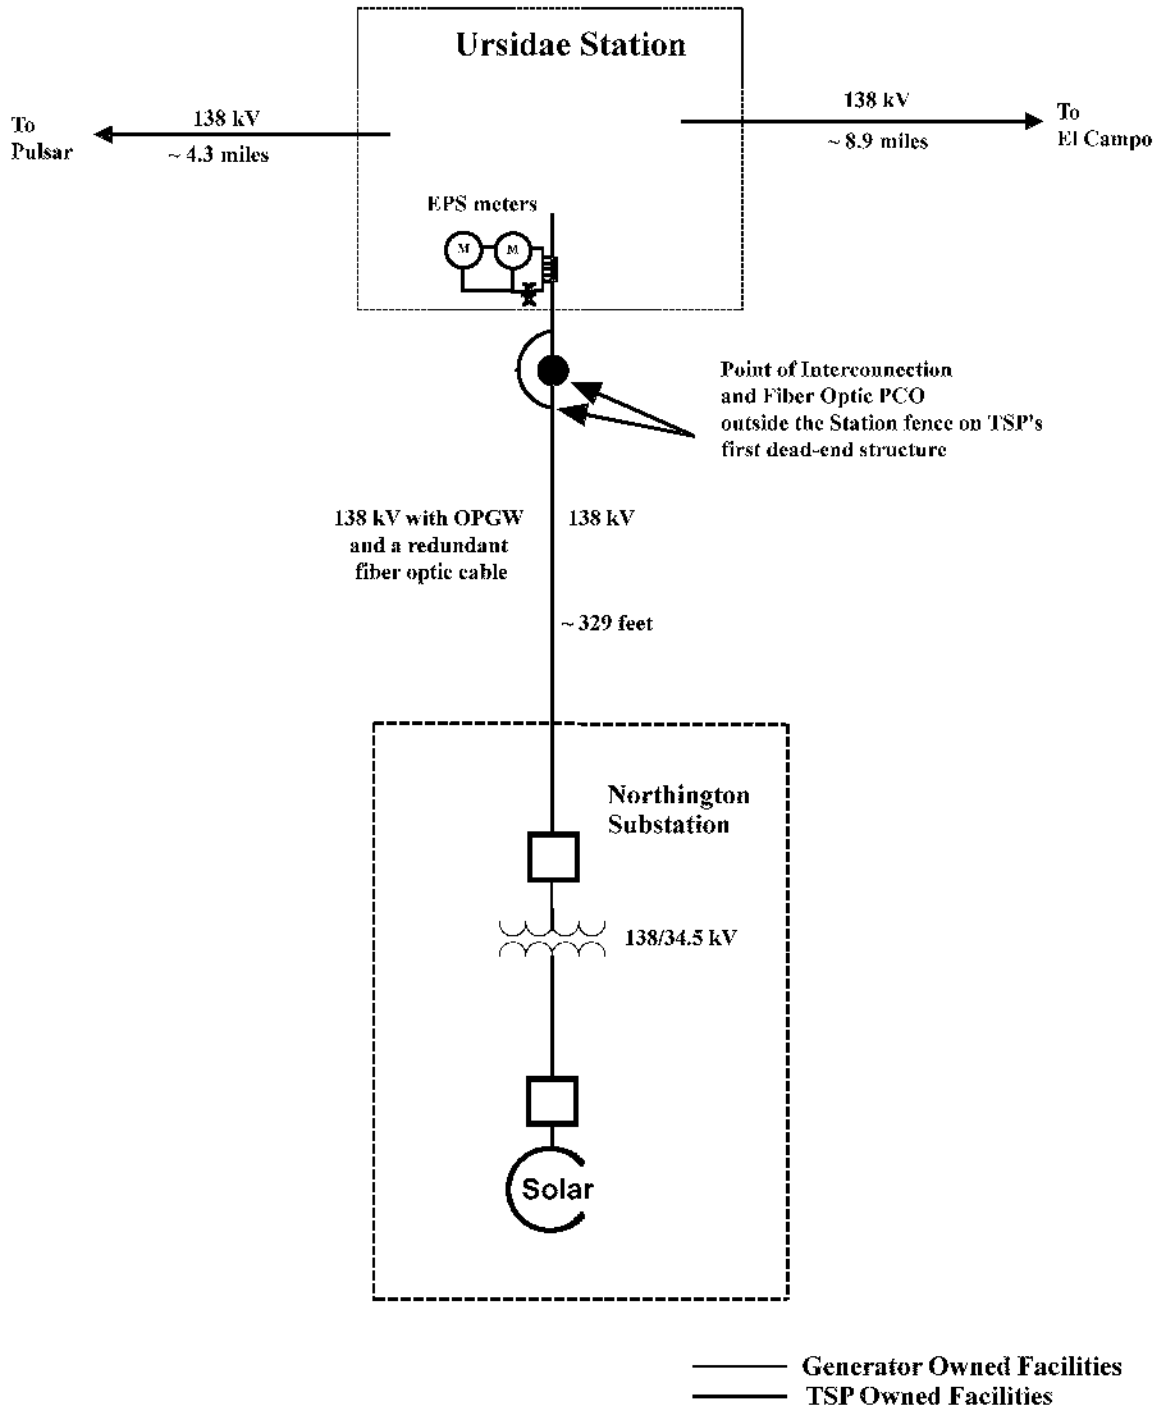 Ursidae Station
To
Pulsar
138 kV
~ 4.3 miles
138 kV
~ 8.9 miles
To
El Campo
EPS meters
M
M
Point of Interconnection
and Fiber Optic PCO
outside the Station fence on TSP's
first dead-end structure
138 kV with OPGW
and a redundant
fiber optic cable
138 kV
~ 329 feet
Northington
Substation
138/34.5 kV
Solar
Generator Owned Facilities
TSP Owned Facilities